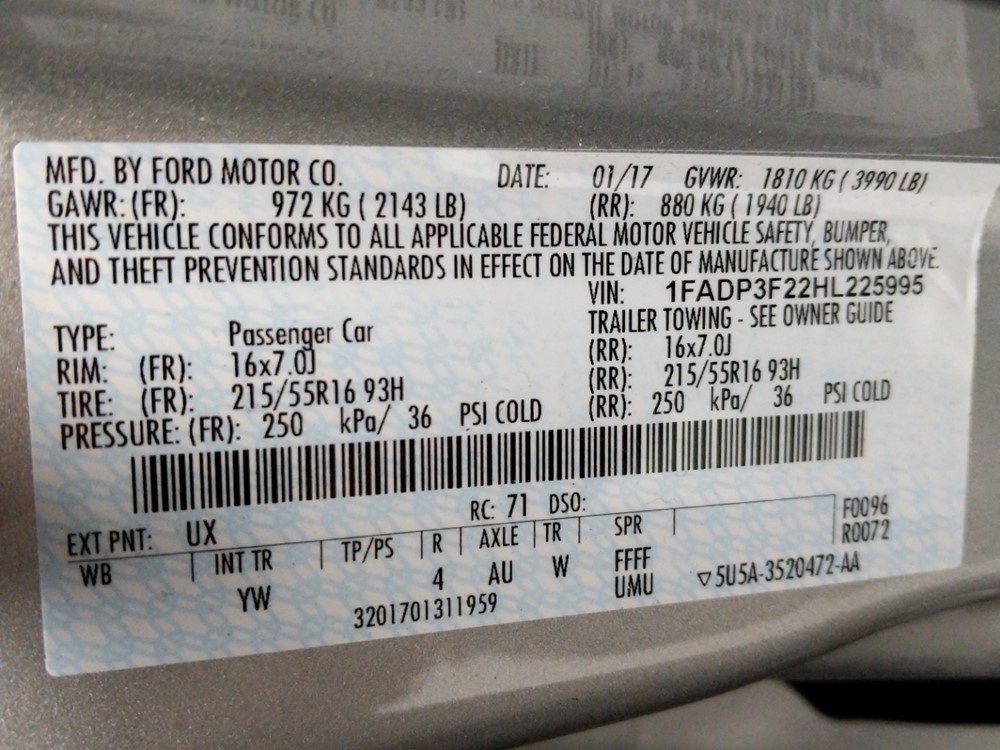 MFD. BY FORD MOTOR CO. DATE: 01/17 GVWR: 1810 KG ( 3990 LB)
GAWR: (FR): 972 KG ( 2143 LB) (RR): 880 KG ( 1940 LB)
THIS VEHICLE CONFORMS TO ALL APPLICABLE FEDERAL MOTOR VEHICLE SAFETY, BUMPER,
AND THEFT PREVENTION STANDARDS IN EFFECT ON THE DATE OF MANUFACTURE SHOWN ABOVE.
VIN: 1FADP3F22HL225995
TYPE: Passenger Car TRAILER TOWING - SEE OWNER GUIDE
RIM: (FR): 16x7.0J (RR): 16x7.0J
TIRE: (FR): 215/55R16 93H (RR): 215/55R16 93H
PRESSURE: (FR): 250 kPa/ 36 PSI COLD (RR): 250 kPa/ 36 PSI COLD
EXT PNT: UX RC: 71 DSO: F0096
WB INT TR TP/PS R AXLE TR SPR R0072
YW 4 AU W FFFF
UMU ▽5U5A-3520472-AA
3201701311959